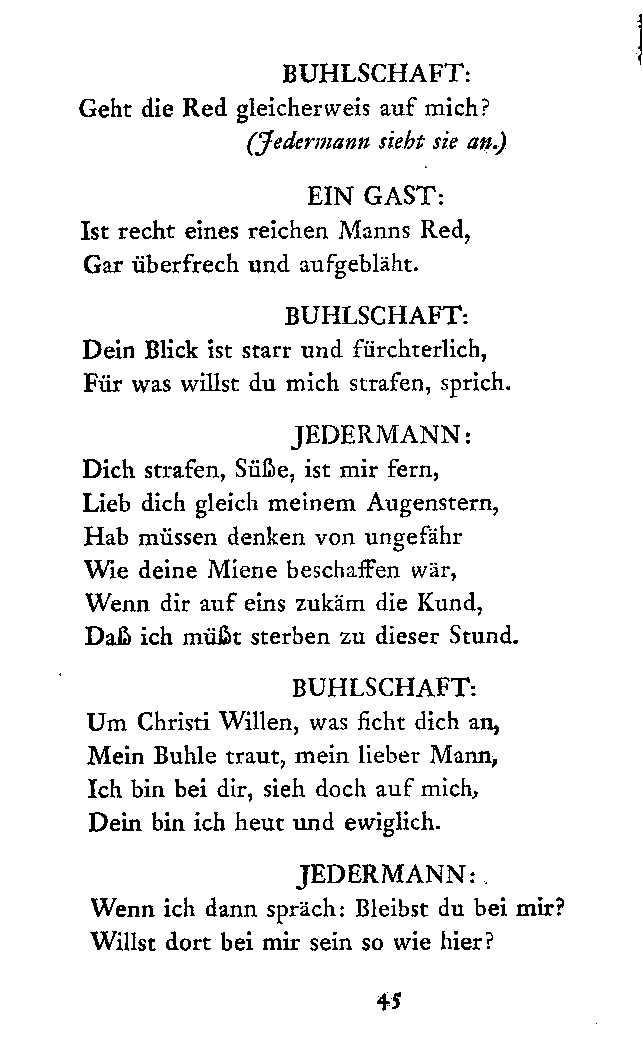 BUHLSCHAFT:
Geht die Red gleicherweis auf mich?
(Jedermann sieht sie an.)
EIN GAST:
Ist recht eines reichen Manns Red,
Gar überfrech und aufgebläht.
BUHLSCHAFT:
Dein Blick ist starr und fürchterlich,
Für was willst du mich strafen, sprich.
JEDERMANN:
Dich strafen, Süße, ist mir fern,
Lieb dich gleich meinem Augenstern,
Hab müssen denken von ungefähr
Wie deine Miene beschaffen wär,
Wenn dir auf eins zukäm die Kund,
Daß ich müßt sterben zu dieser Stund.
BUHLSCHAFT:
Um Christi Willen, was ficht dich an,
Mein Buhle traut, mein lieber Mann,
Ich bin bei dir, sieh doch auf mich,
Dein bin ich heut und ewiglich.
JEDERMANN:
Wenn ich dann spräch: Bleibst du bei mir?
Willst dort bei mir sein so wie hier?
45